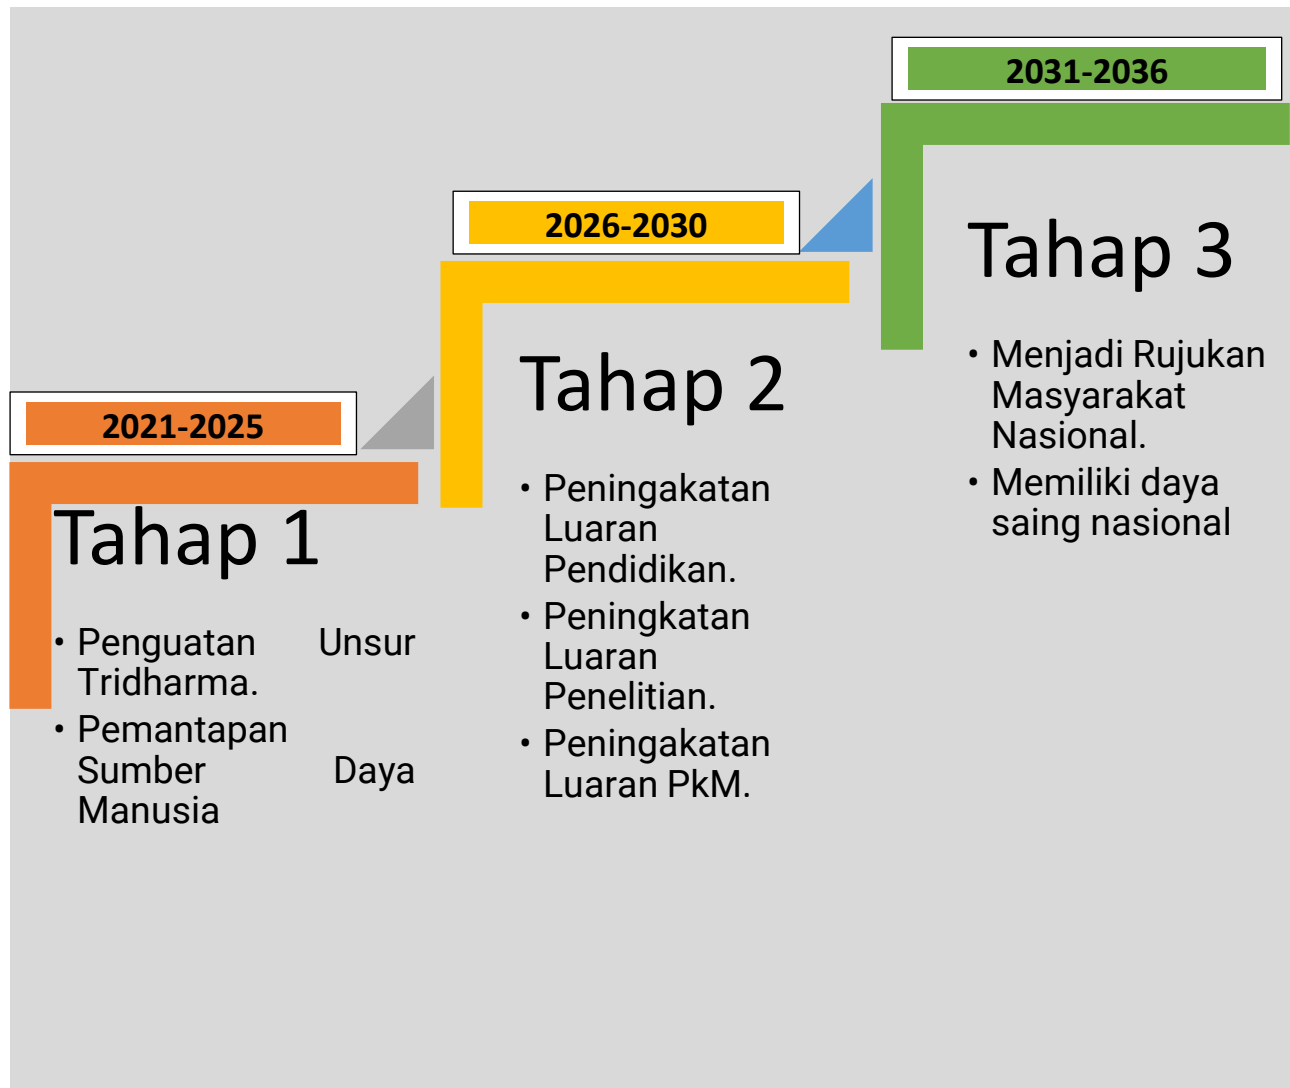 2021-2025
Tahap 1
• Penguatan Unsur
Tridharma.
• Pemantapan
Sumber Daya
Manusia
2026-2030
Tahap 2
• Peningakatan
Luaran
Pendidikan.
• Peningkatan
Luaran
Penelitian.
• Peningakatan
Luaran PkM.
2031-2036
Tahap 3
• Menjadi Rujukan
Masyarakat
Nasional.
• Memiliki daya
saing nasional